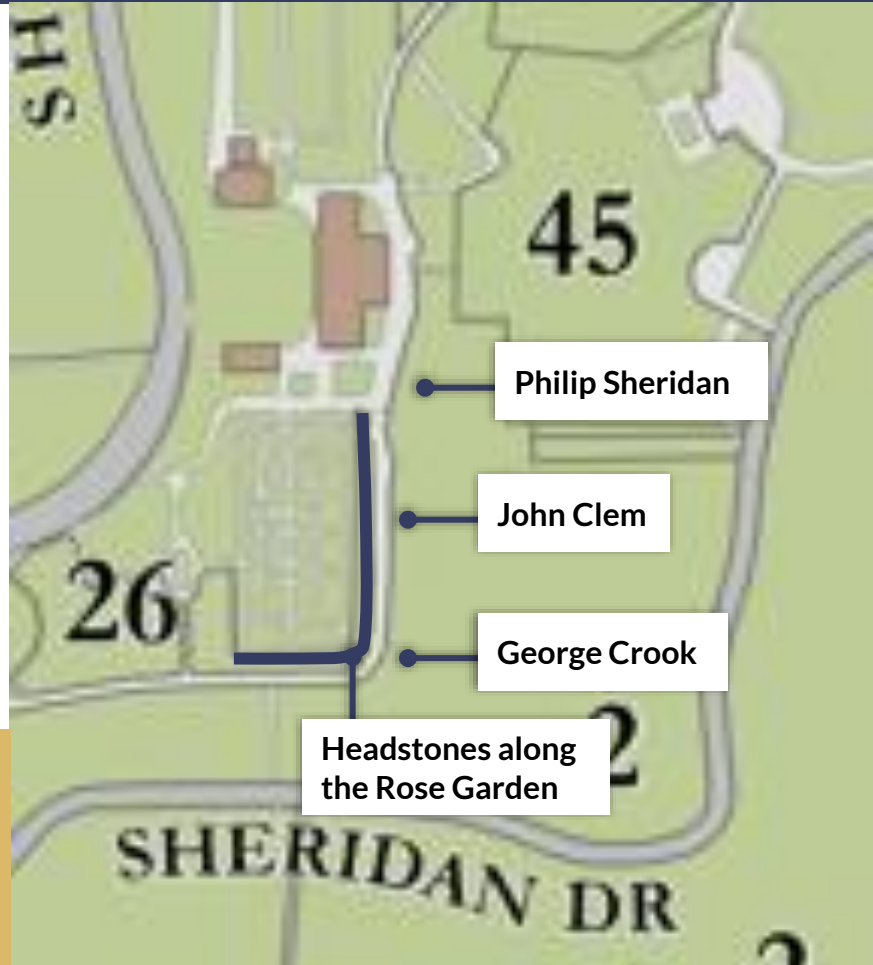 SH
45
Philip Sheridan
John Clem
26
George Crook
2
Headstones along
the Rose Garden
SHERIDAN DR